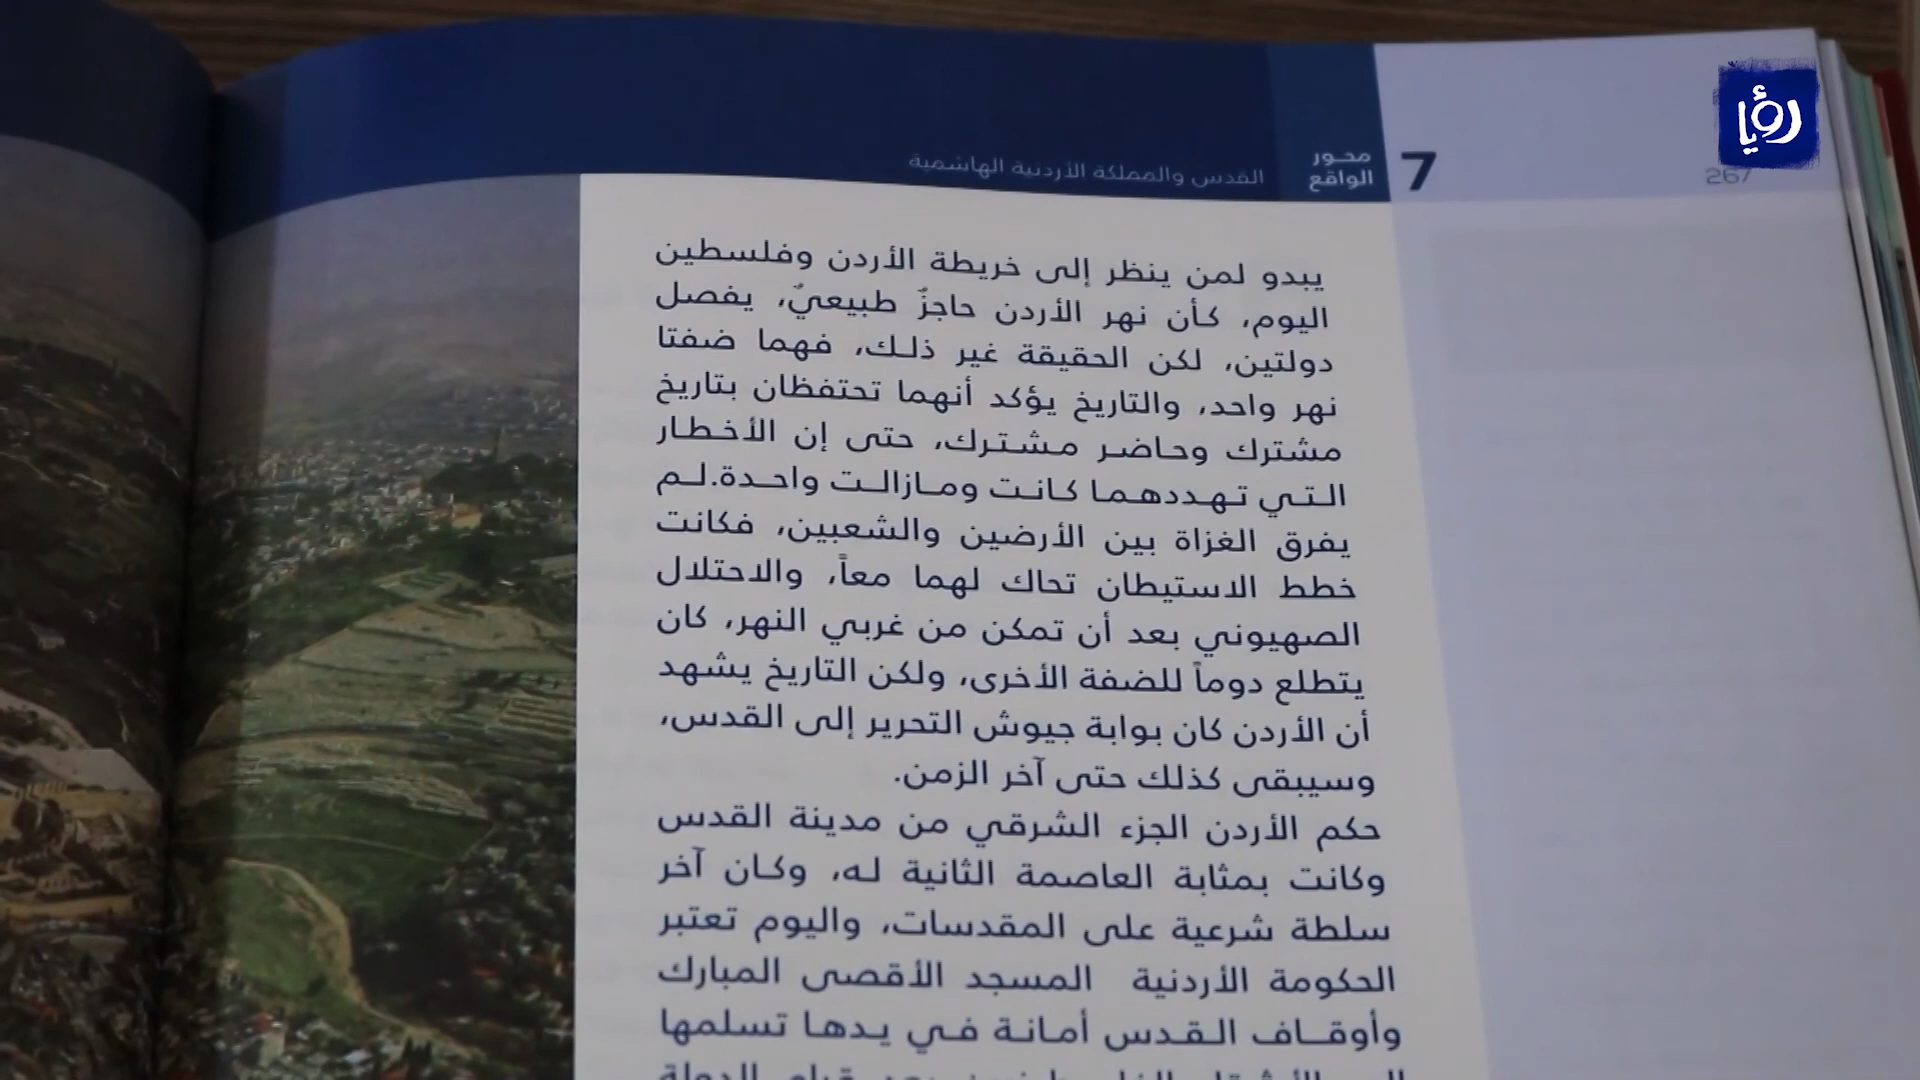 رؤيا
267
7
محور
الواقع
القدس والمملكة الأردنية الهاشمية
يبدو لمن ينظر إلى خريطة الأردن وفلسطين
اليوم، كأن نهر الأردن حاجزٌ طبيعيٌ، يفصل
دولتين، لكن الحقيقة غير ذلك، فهما ضفتا
نهر واحد، والتاريخ يؤكد أنهما تحتفظان بتاريخ
مشترك وحاضر مشترك، حتى إن الأخطار
التي تهددهما كانت ومازالت واحدة.لم
يفرق الغزاة بين الأرضين والشعبين، فكانت
خطط الاستيطان تحاك لهما معاً، والاحتلال
الصهيوني بعد أن تمكن من غربي النهر، كان
يتطلع دوماً للضفة الأخرى، ولكن التاريخ يشهد
أن الأردن كان بوابة جيوش التحرير إلى القدس،
وسيبقى كذلك حتى آخر الزمن.
حكم الأردن الجزء الشرقي من مدينة القدس
وكانت بمثابة العاصمة الثانية له، وكان آخر
سلطة شرعية على المقدسات، واليوم تعتبر
الحكومة الأردنية المسجد الأقصى المبارك
وأوقاف القدس أمانة في يدها تسلمها